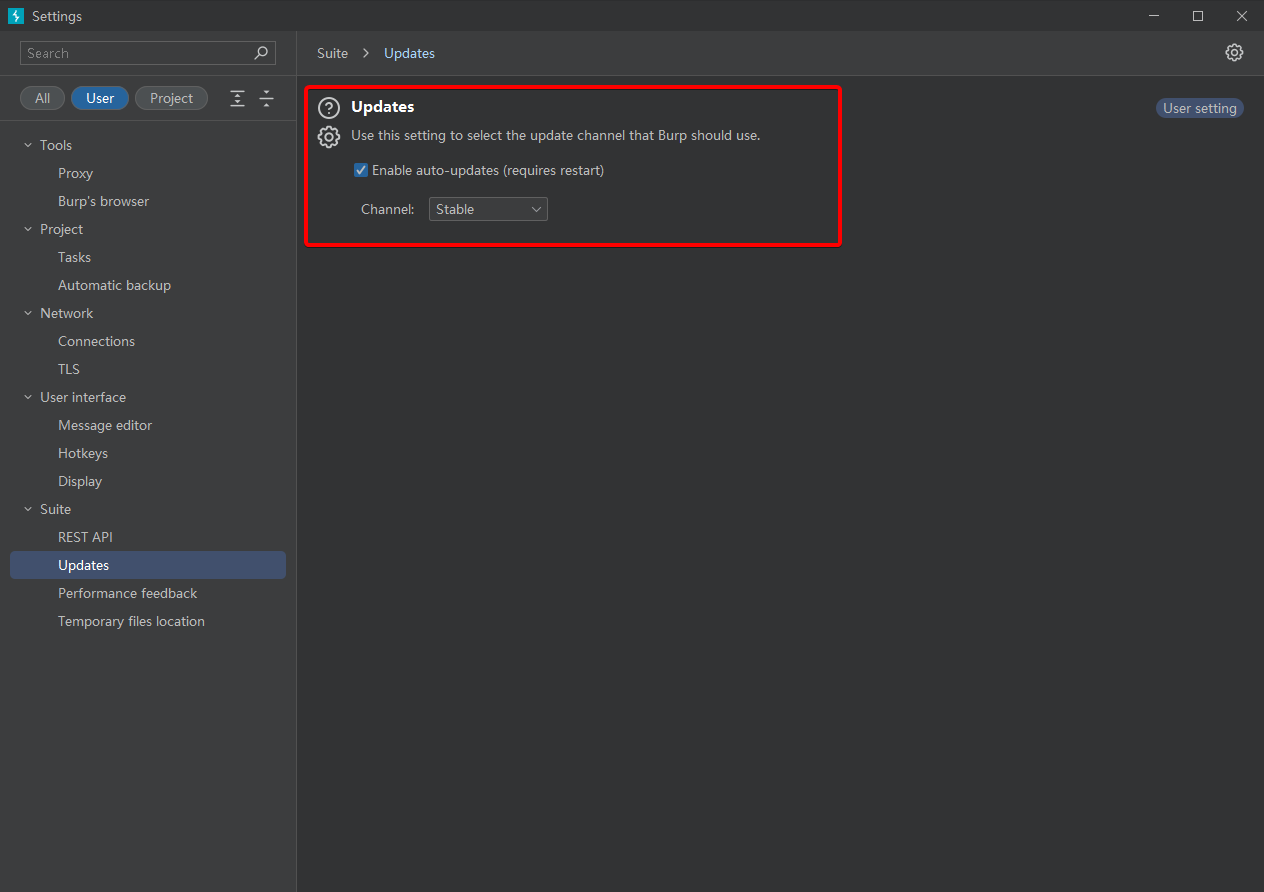 Settings
Search
Suite > Updates
All User Project
Updates
User setting
Use this setting to select the update channel that Burp should use.
Enable auto-updates (requires restart)
Channel: Stable
Tools
Proxy
Burp's browser
Project
Tasks
Automatic backup
Network
Connections
TLS
User interface
Message editor
Hotkeys
Display
Suite
REST API
Updates
Performance feedback
Temporary files location